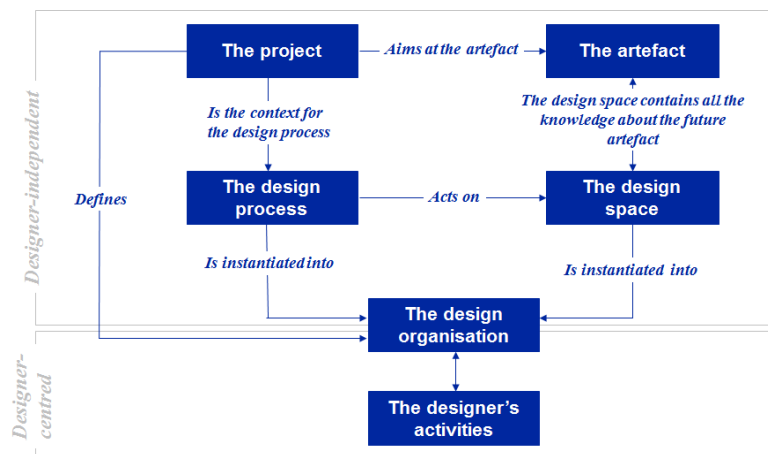 The project
Aims at the artefact
The artefact
Is the context for
the design process
The design space contains all the
knowledge about the future
artefact
Designer-independent
Defines
The design
process
Acts on
The design
space
Is instantiated into
Is instantiated into
The design
organisation
Designer-
centred
The designer's
activities